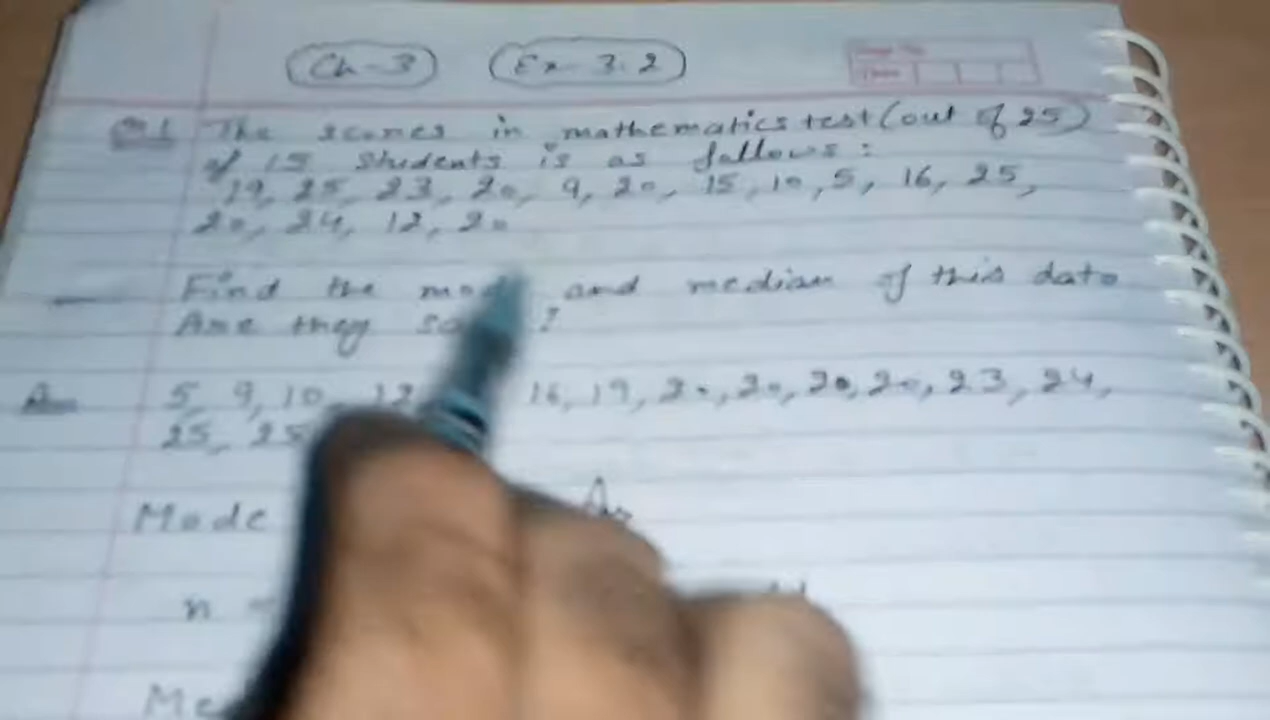 Ch-3 Ex-3.2
Q.1 The scores in mathematics test (out of 25)
of 15 students is as follows:
19, 25, 23, 20, 9, 20, 15, 10, 5, 16, 25,
20, 24, 12, 20
Find the and median of this data
Are they ?
Ans 5, 9, 10, 12 16, 19, 20, 20, 20, 20, 23, 24,
25, 25
Mode Ans
n